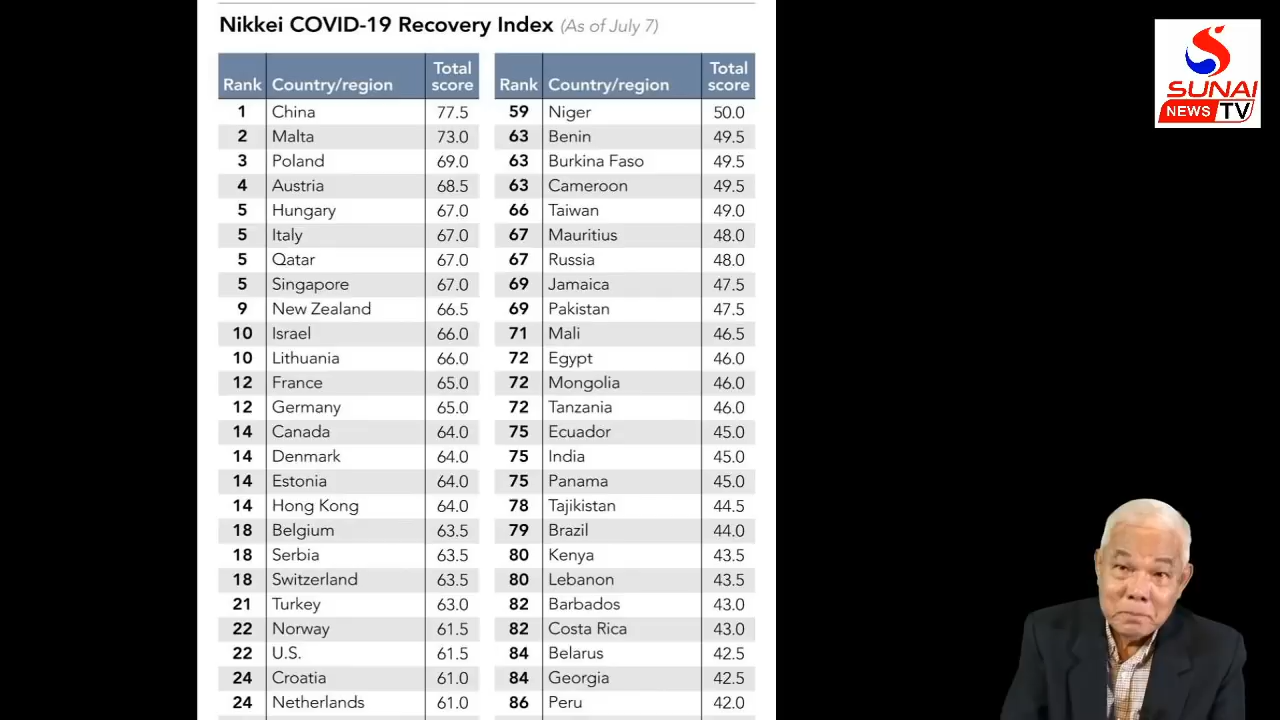 Nikkei COVID-19 Recovery Index (As of July 7)
Rank Country/region Total score
1 China 77.5
2 Malta 73.0
3 Poland 69.0
4 Austria 68.5
5 Hungary 67.0
5 Italy 67.0
5 Qatar 67.0
5 Singapore 67.0
9 New Zealand 66.5
10 Israel 66.0
10 Lithuania 66.0
12 France 65.0
12 Germany 65.0
14 Canada 64.0
14 Denmark 64.0
14 Estonia 64.0
14 Hong Kong 64.0
18 Belgium 63.5
18 Serbia 63.5
18 Switzerland 63.5
21 Turkey 63.0
22 Norway 61.5
22 U.S. 61.5
24 Croatia 61.0
24 Netherlands 61.0
Rank Country/region Total score
59 Niger 50.0
63 Benin 49.5
63 Burkina Faso 49.5
63 Cameroon 49.5
66 Taiwan 49.0
67 Mauritius 48.0
67 Russia 48.0
69 Jamaica 47.5
69 Pakistan 47.5
71 Mali 46.5
72 Egypt 46.0
72 Mongolia 46.0
72 Tanzania 46.0
75 Ecuador 45.0
75 India 45.0
75 Panama 45.0
78 Tajikistan 44.5
79 Brazil 44.0
80 Kenya 43.5
80 Lebanon 43.5
82 Barbados 43.0
82 Costa Rica 43.0
84 Belarus 42.5
84 Georgia 42.5
86 Peru 42.0
SUNAI
NEWS TV